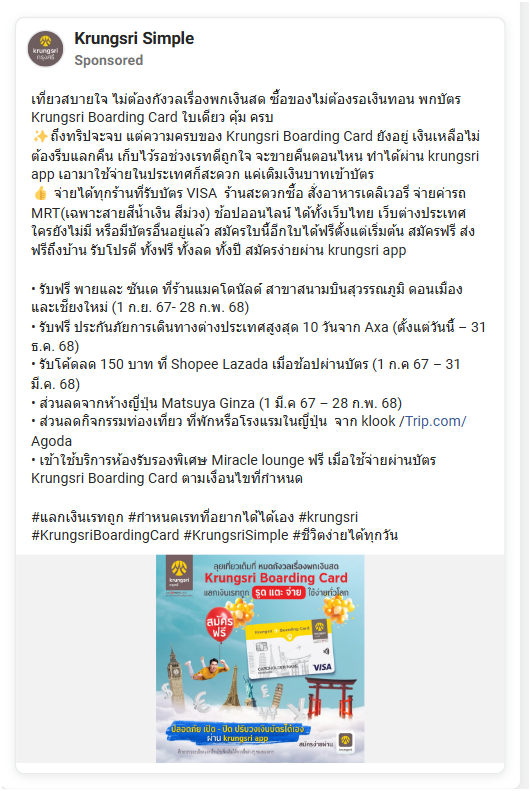 Krungsri Simple
Sponsored
เที่ยวสบายใจ ไม่ต้องกังวลเรื่องพกเงินสด ซื้อของไม่ต้องรอเงินทอน พกบัตร
Krungsri Boarding Card ใบเดียว คุ้ม ครบ
✨ถึงทริปจะจบ แต่ความครบของ Krungsri Boarding Card ยังอยู่ เงินเหลือไม่
ต้องรีบแลกคืน เก็บไว้รอช่วงเรทดีถูกใจ จะขายคืนตอนไหน ทำได้ผ่าน krungsri
app เอามาใช้จ่ายในประเทศก็สะดวก แค่เติมเงินบาทเข้าบัตร
👍 จ่ายได้ทุกร้านที่รับบัตร VISA ร้านสะดวกซื้อ สั่งอาหารเดลิเวอรี่ จ่ายค่ารถ
MRT(เฉพาะสายสีน้ำเงิน สีม่วง) ช้อปออนไลน์ ได้ทั้งเว็บไทย เว็บต่างประเทศ
ใครยังไม่มี หรือมีบัตรอื่นอยู่แล้ว สมัครใบนี้อีกใบได้ฟรีตั้งแต่เริ่มต้น สมัครฟรี ส่ง
ฟรีถึงบ้าน รับโปรดี ทั้งฟรี ทั้งลด ทั้งปี สมัครง่ายผ่าน krungsri app
• รับฟรี พายและ ซันเด ที่ร้านแมคโดนัลด์ สาขาสนามบินสุวรรณภูมิ ดอนเมือง
และเชียงใหม่ (1 ก.ย. 67- 28 ก.พ. 68)
• รับฟรี ประกันภัยการเดินทางต่างประเทศสูงสุด 10 วันจาก Axa (ตั้งแต่วันนี้ – 31
ธ.ค. 68)
• รับโค้ดลด 150 บาท ที่ Shopee Lazada เมื่อช้อปผ่านบัตร (1 ก.ค 67 – 31
มี.ค. 68)
• ส่วนลดจากห้างญี่ปุ่น Matsuya Ginza (1 มี.ค 67 – 28 ก.พ. 68)
• ส่วนลดกิจกรรมท่องเที่ยว ที่พักหรือโรงแรมในญี่ปุ่น จาก klook /Trip.com/
Agoda
• เข้าใช้บริการห้องรับรองพิเศษ Miracle lounge ฟรี เมื่อใช้จ่ายผ่านบัตร
Krungsri Boarding Card ตามเงื่อนไขที่กำหนด
#แลกเงินเรทถูก #กำหนดเรทที่อยากได้ได้เอง #krungsri
#KrungsriBoardingCard #KrungsriSimple #ชีวิตง่ายได้ทุกวัน
krungsri
กรุงศรี
ลุยเที่ยวเต็มที่ หมดกังวลเรื่องพกเงินสด
Krungsri Boarding Card
แลกเงินเรทถูก รูด แตะ จ่าย ใช้ง่ายทั่วโลก
สมัคร
ฟรี
Krungsri Boarding Card
VISA
ปลอดภัย เปิด - ปิด ปรับวงเงินบัตรได้เอง
ผ่าน krungsri app
สมัครง่ายผ่าน